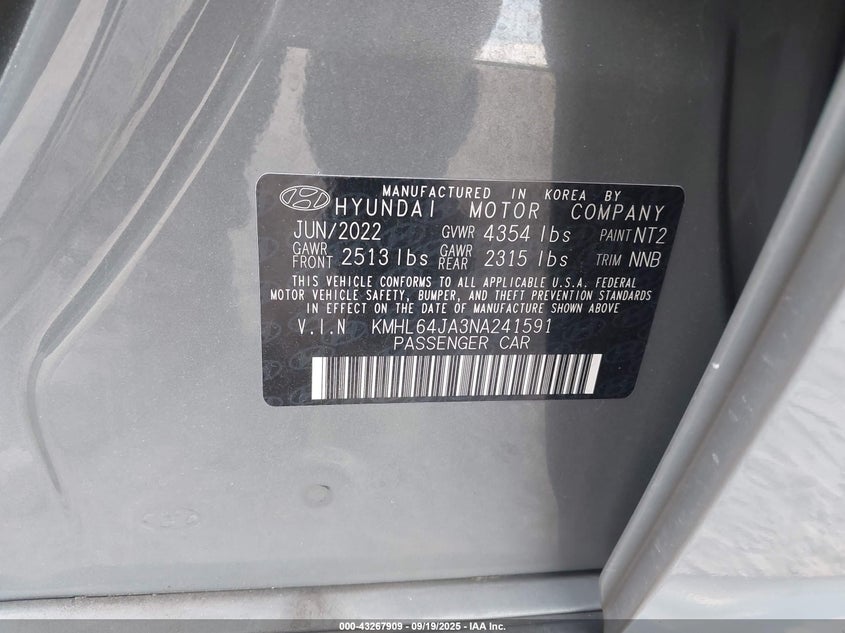 MANUFACTURED IN KOREA BY
HYUNDAI MOTOR COMPANY
JUN/2022 GVWR 4354 lbs PAINT NT2
GAWR FRONT 2513 lbs GAWR REAR 2315 lbs TRIM NNB
THIS VEHICLE CONFORMS TO ALL APPLICABLE U.S.A. FEDERAL
MOTOR VEHICLE SAFETY, BUMPER, AND THEFT PREVENTION STANDARDS
IN EFFECT ON THE DATE OF MANUFACTURE SHOWN ABOVE
V.I.N KMHL64JA3NA241591
PASSENGER CAR
000-43267909 - 09/19/2025 - IAA Inc.